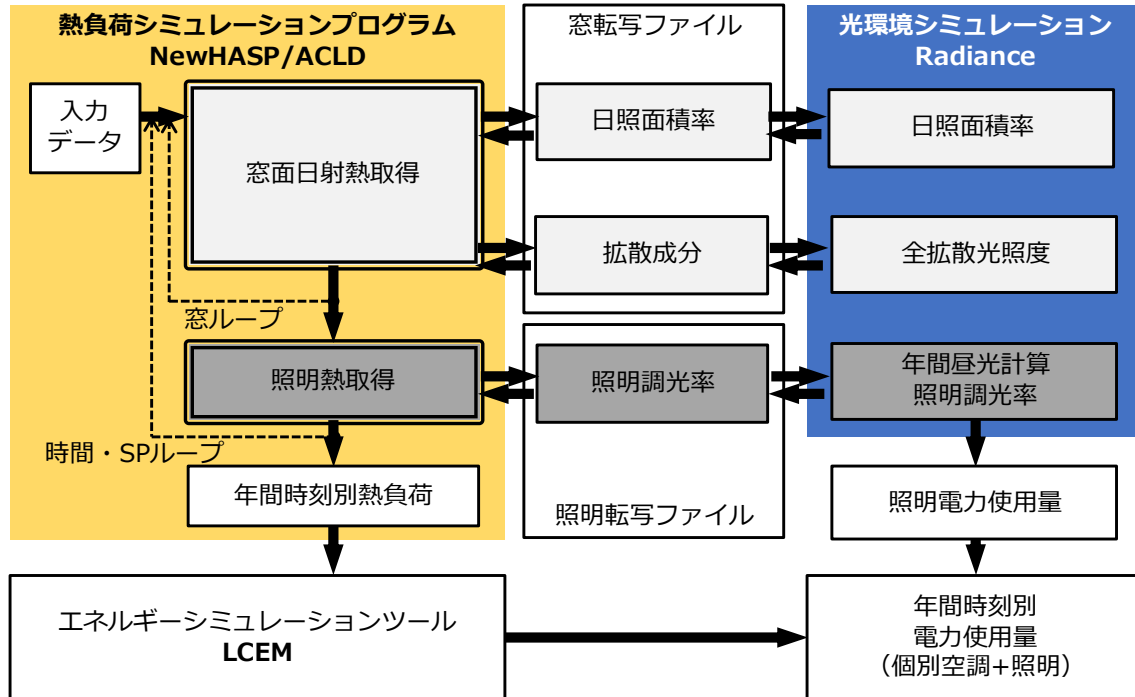 熱負荷シミュレーションプログラム
NewHASP/ACLD
入力
データ
窓面日射熱取得
窓ループ
照明熱取得
時間・SPループ
年間時刻別熱負荷
窓転写ファイル
日照面積率
拡散成分
照明調光率
照明転写ファイル
光環境シミュレーション
Radiance
日照面積率
全拡散光照度
年間昼光計算
照明調光率
照明電力使用量
エネルギーシミュレーションツール
LCEM
年間時刻別
電力使用量
（個別空調+照明）